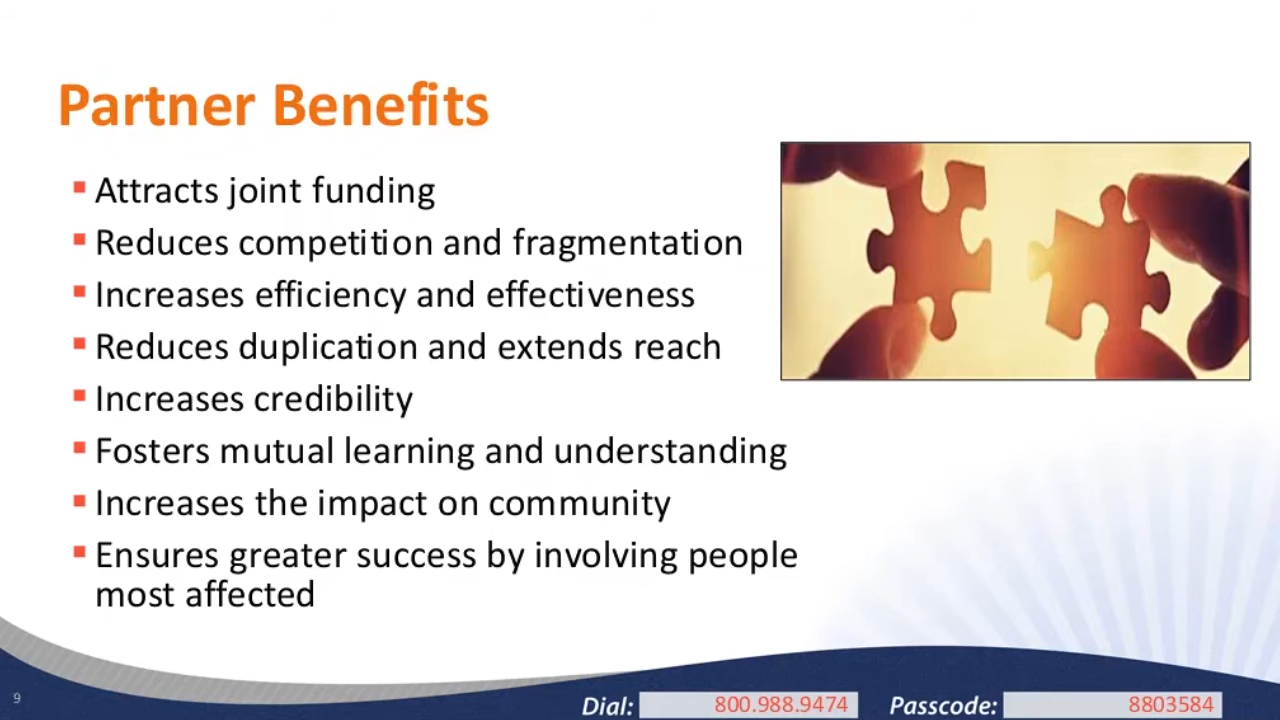 Partner Benefits
Attracts joint funding
Reduces competition and fragmentation
Increases efficiency and effectiveness
Reduces duplication and extends reach
Increases credibility
Fosters mutual learning and understanding
Increases the impact on community
Ensures greater success by involving people
most affected
9
Dial: 800.988.9474 Passcode: 8803584